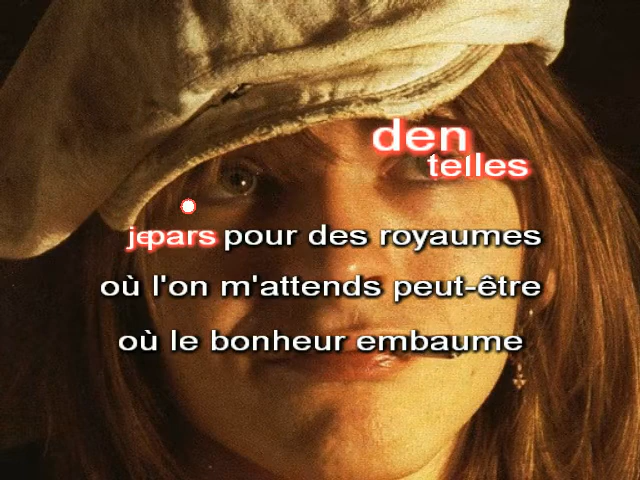 den
telles
je pars pour des royaumes
où l'on m'attends peut-être
où le bonheur embaume